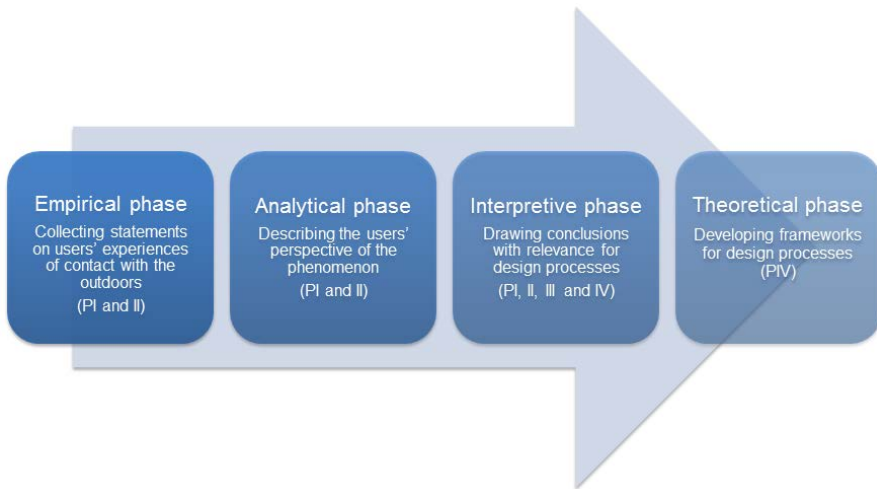 Empirical phase
Collecting statements
on users' experiences
of contact with the
outdoors
(PI and II)
Analytical phase
Describing the users'
perspective of the
phenomenon
(PI and II)
Interpretive phase
Drawing conclusions
with relevance for
design processes
(PI, II, III and IV)
Theoretical phase
Developing frameworks
for design processes
(PIV)